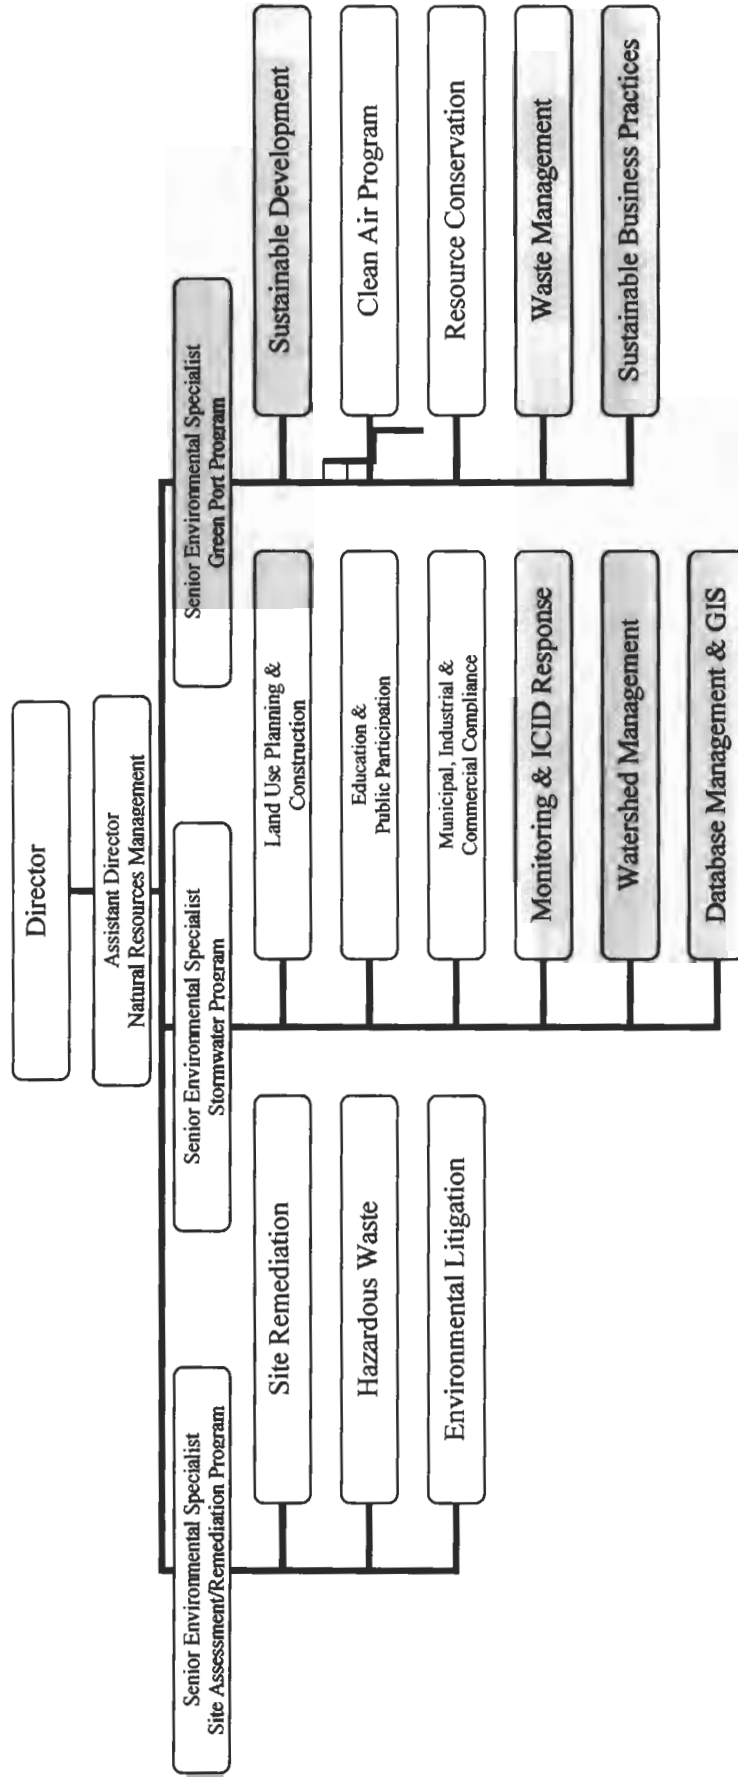 Director
Assistant Director
Natural Resources Management
Senior Environmental Specialist
Site Assessment/Remediation Program
Site Remediation
Hazardous Waste
Environmental Litigation
Senior Environmental Specialist
Stormwater Program
Land Use Planning &
Construction
Education &
Public Participation
Municipal, Industrial &
Commercial Compliance
Monitoring & ICID Response
Watershed Management
Database Management & GIS
Senior Environmental Specialist
Green Port Program
Sustainable Development
Clean Air Program
Resource Conservation
Waste Management
Sustainable Business Practices